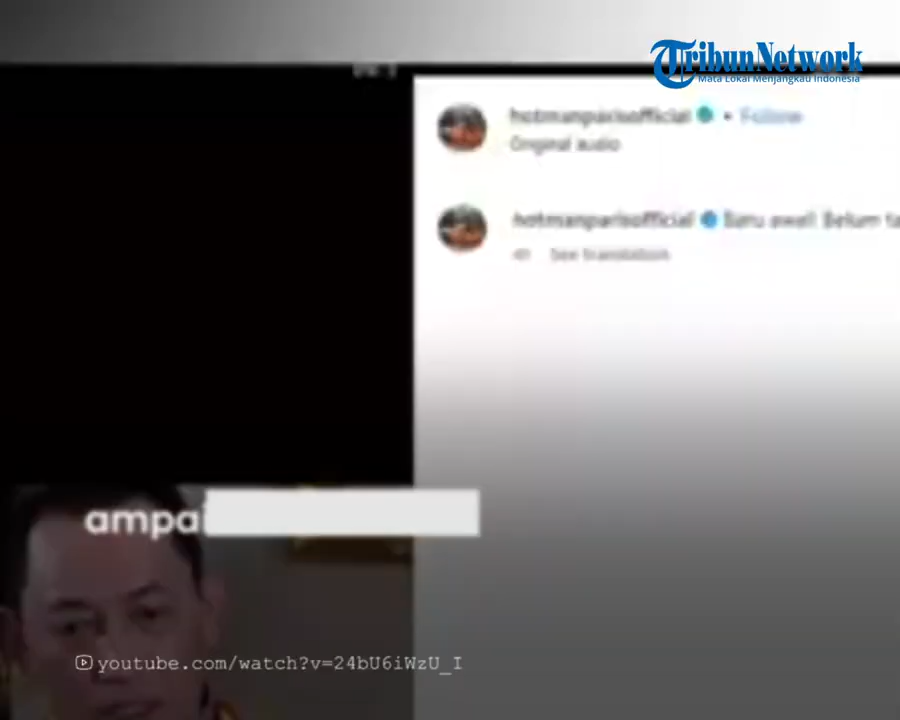 TribunNetwork
Mata Lokal Menjangkau Indonesia
hotmanparisofficial • Follow
Original audio
hotmanparisofficial Baru awal! Belum
See translation
ampai
youtube.com/watch?v=24bU6iWzU_I